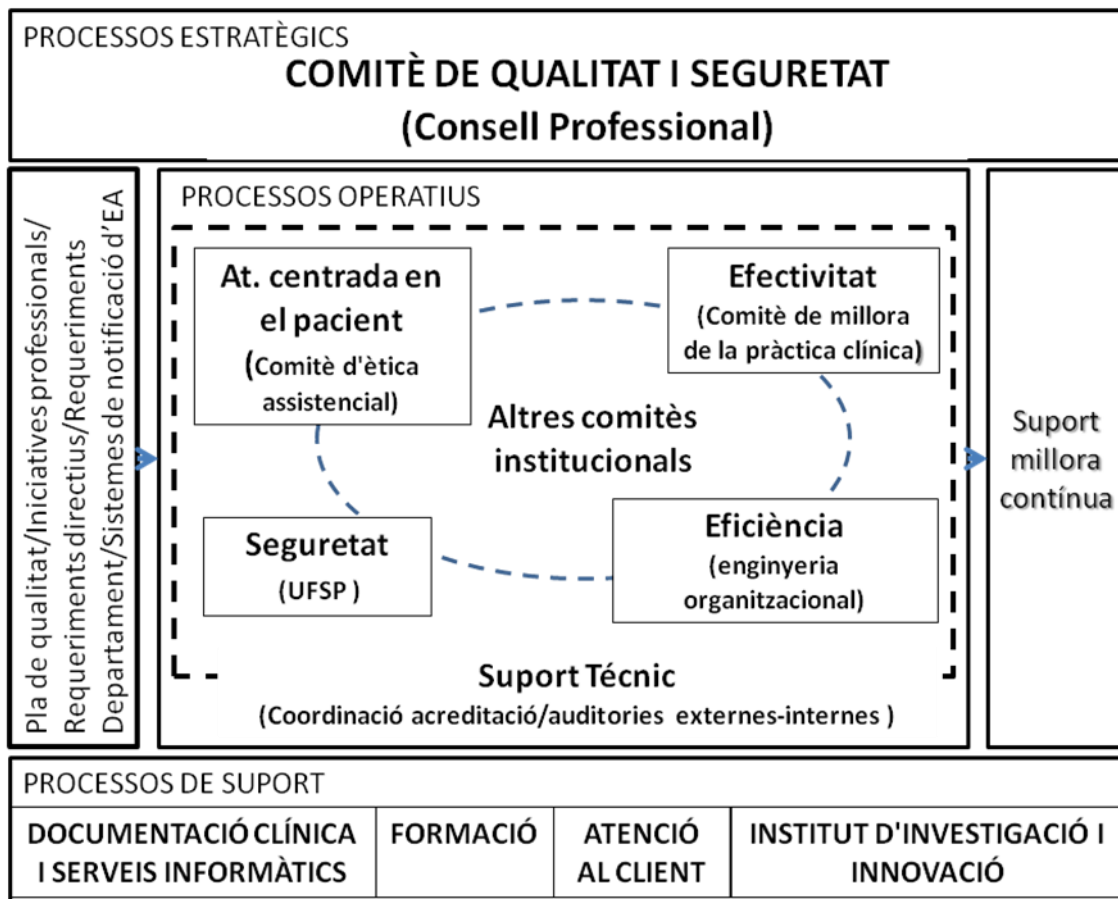 PROCESSOS ESTRATÈGICS
COMITÈ DE QUALITAT I SEGURETAT
(Consell Professional)
Pla de qualitat/Iniciatives professionals/
Requeriments directius/Requeriments
Departament/Sistemes de notificació d'EA
PROCESSOS OPERATIUS
At. centrada en
el pacient
(Comitè d'ètica
assistencial)
Efectivitat
(Comitè de millora
de la pràctica clínica)
Altres comitès
institucionals
Seguretat
(UFSP )
Eficiència
(enginyeria
organitzacional)
Suport Técnic
(Coordinació acreditació/auditories externes-internes )
Suport
millora
contínua
PROCESSOS DE SUPORT
DOCUMENTACIÓ CLÍNICA
I SERVEIS INFORMÀTICS
FORMACIÓ
ATENCIÓ
AL CLIENT
INSTITUT D'INVESTIGACIÓ I
INNOVACIÓ